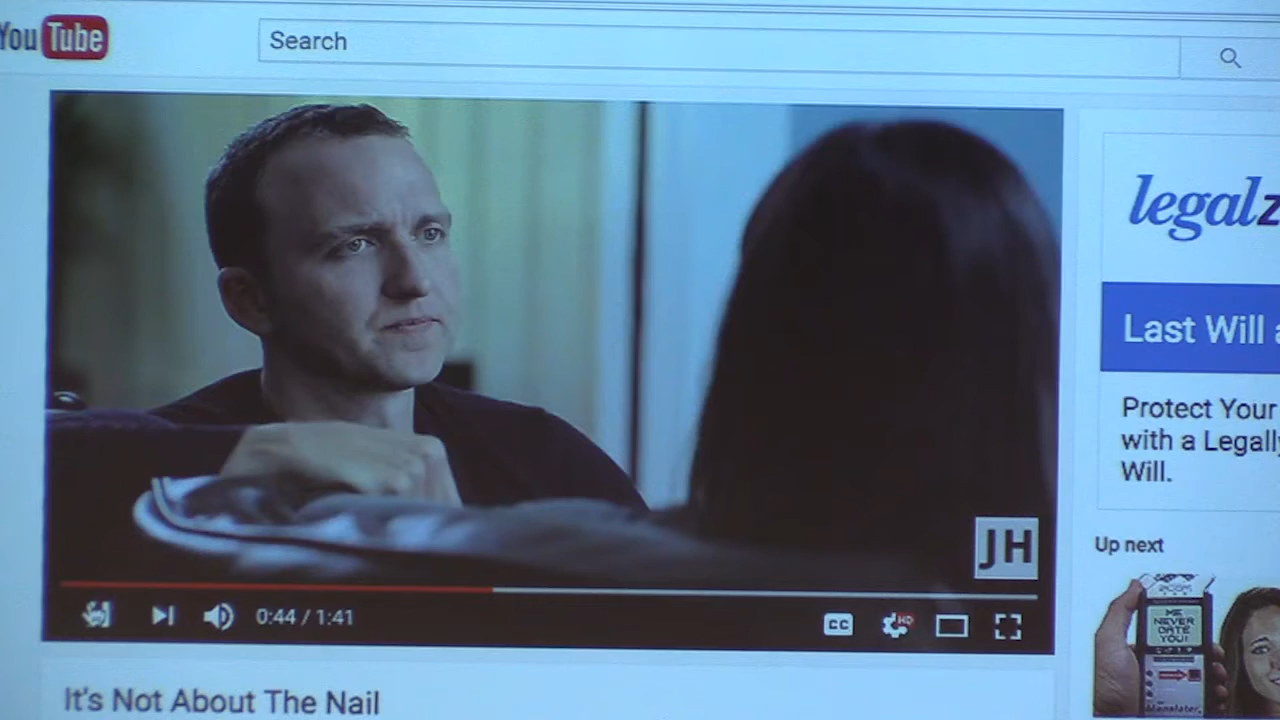 YouTube
Search
legalz
Last Will
Protect Your
with a Legally
Will.
JH
Up next
ME
NEVER
DATE
YOU!
Manslater
0:44 / 1:41
CC
HD
It's Not About The Nail